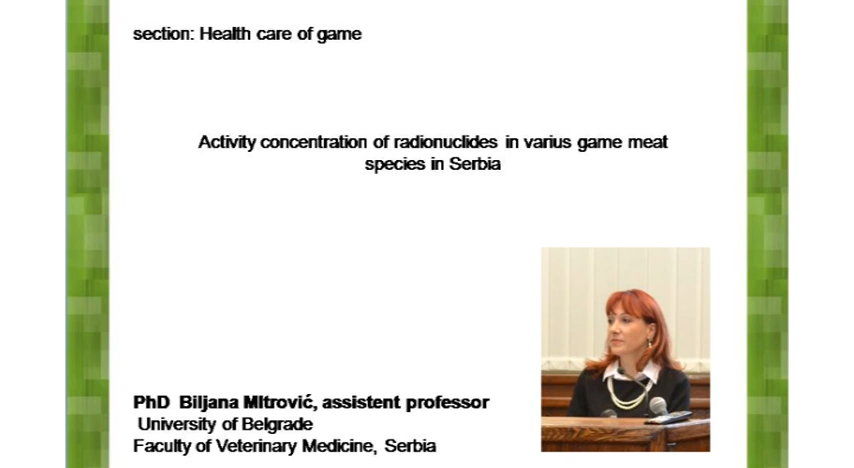 section: Health care of game
Activity concentration of radionuclides in varius game meat
species in Serbia
PhD Biljana MItrović, assistent professor
University of Belgrade
Faculty of Veterinary Medicine, Serbia